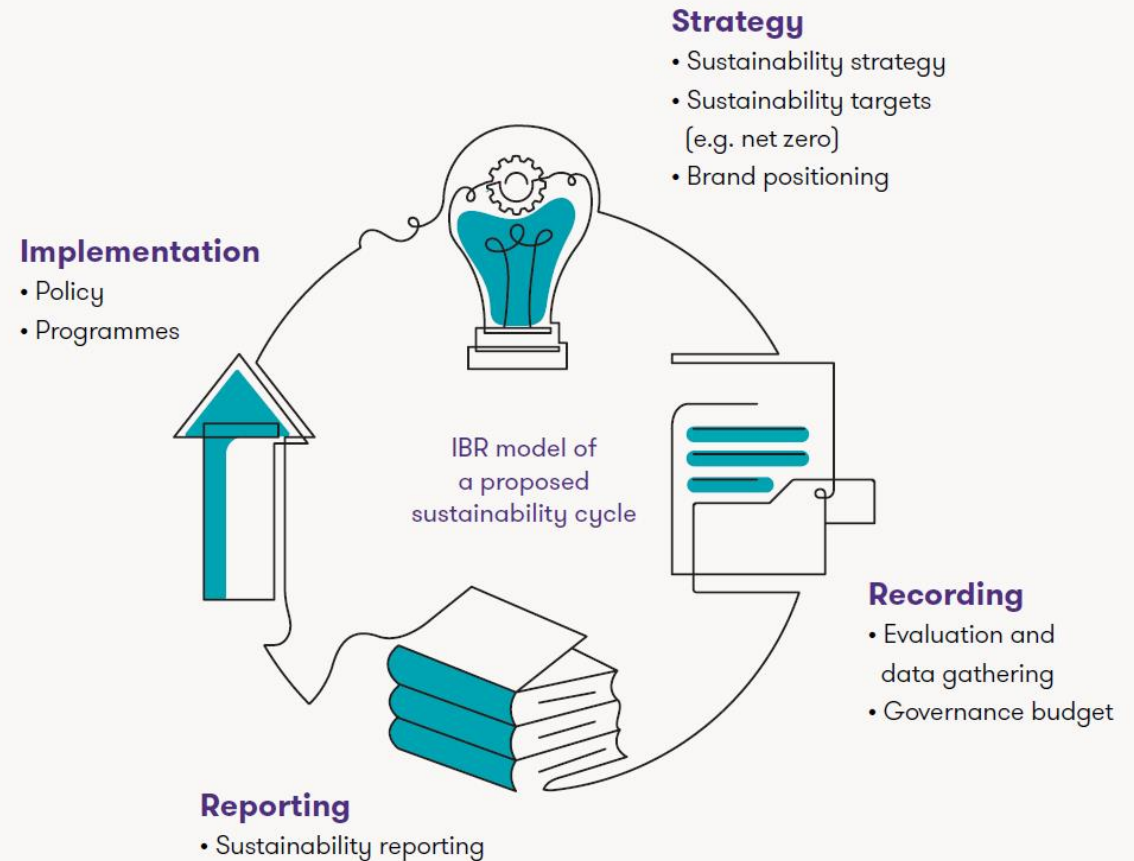 Strategy
• Sustainability strategy
• Sustainability targets
(e.g. net zero)
• Brand positioning
Implementation
• Policy
• Programmes
IBR model of
a proposed
sustainability cycle
Recording
• Evaluation and
data gathering
• Governance budget
Reporting
• Sustainability reporting